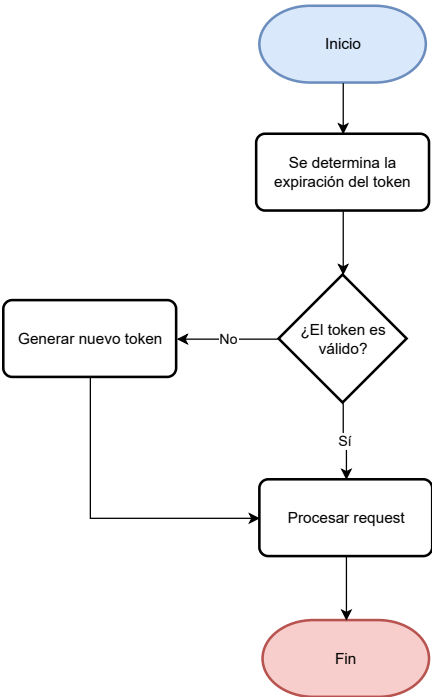 Inicio
Se determina la
expiración del token
¿El token es
válido?
No
Generar nuevo token
Sí
Procesar request
Fin